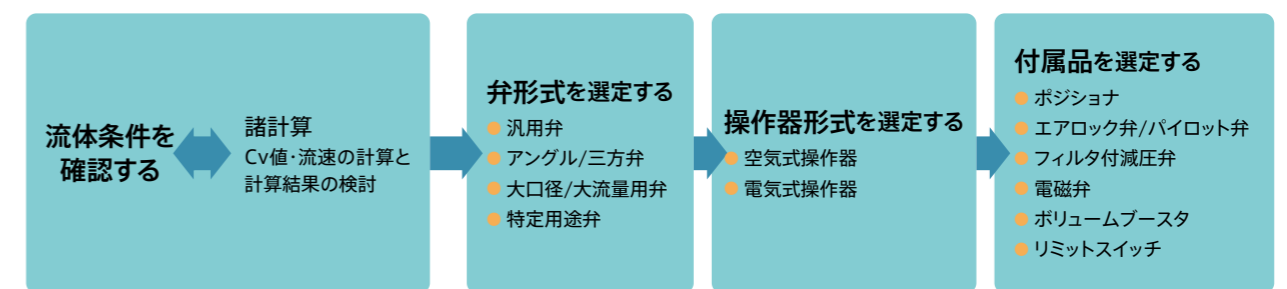 流体条件を
確認する
諸計算
Cv値・流速の計算と
計算結果の検討
弁形式を選定する
汎用弁
アングル/三方弁
大口径/大流量用弁
特定用途弁
操作器形式を選定する
空気式操作器
電気式操作器
付属品を選定する
ポジショナ
エアロック弁/パイロット弁
フィルタ付減圧弁
電磁弁
ボリュームブースタ
リミットスイッチ